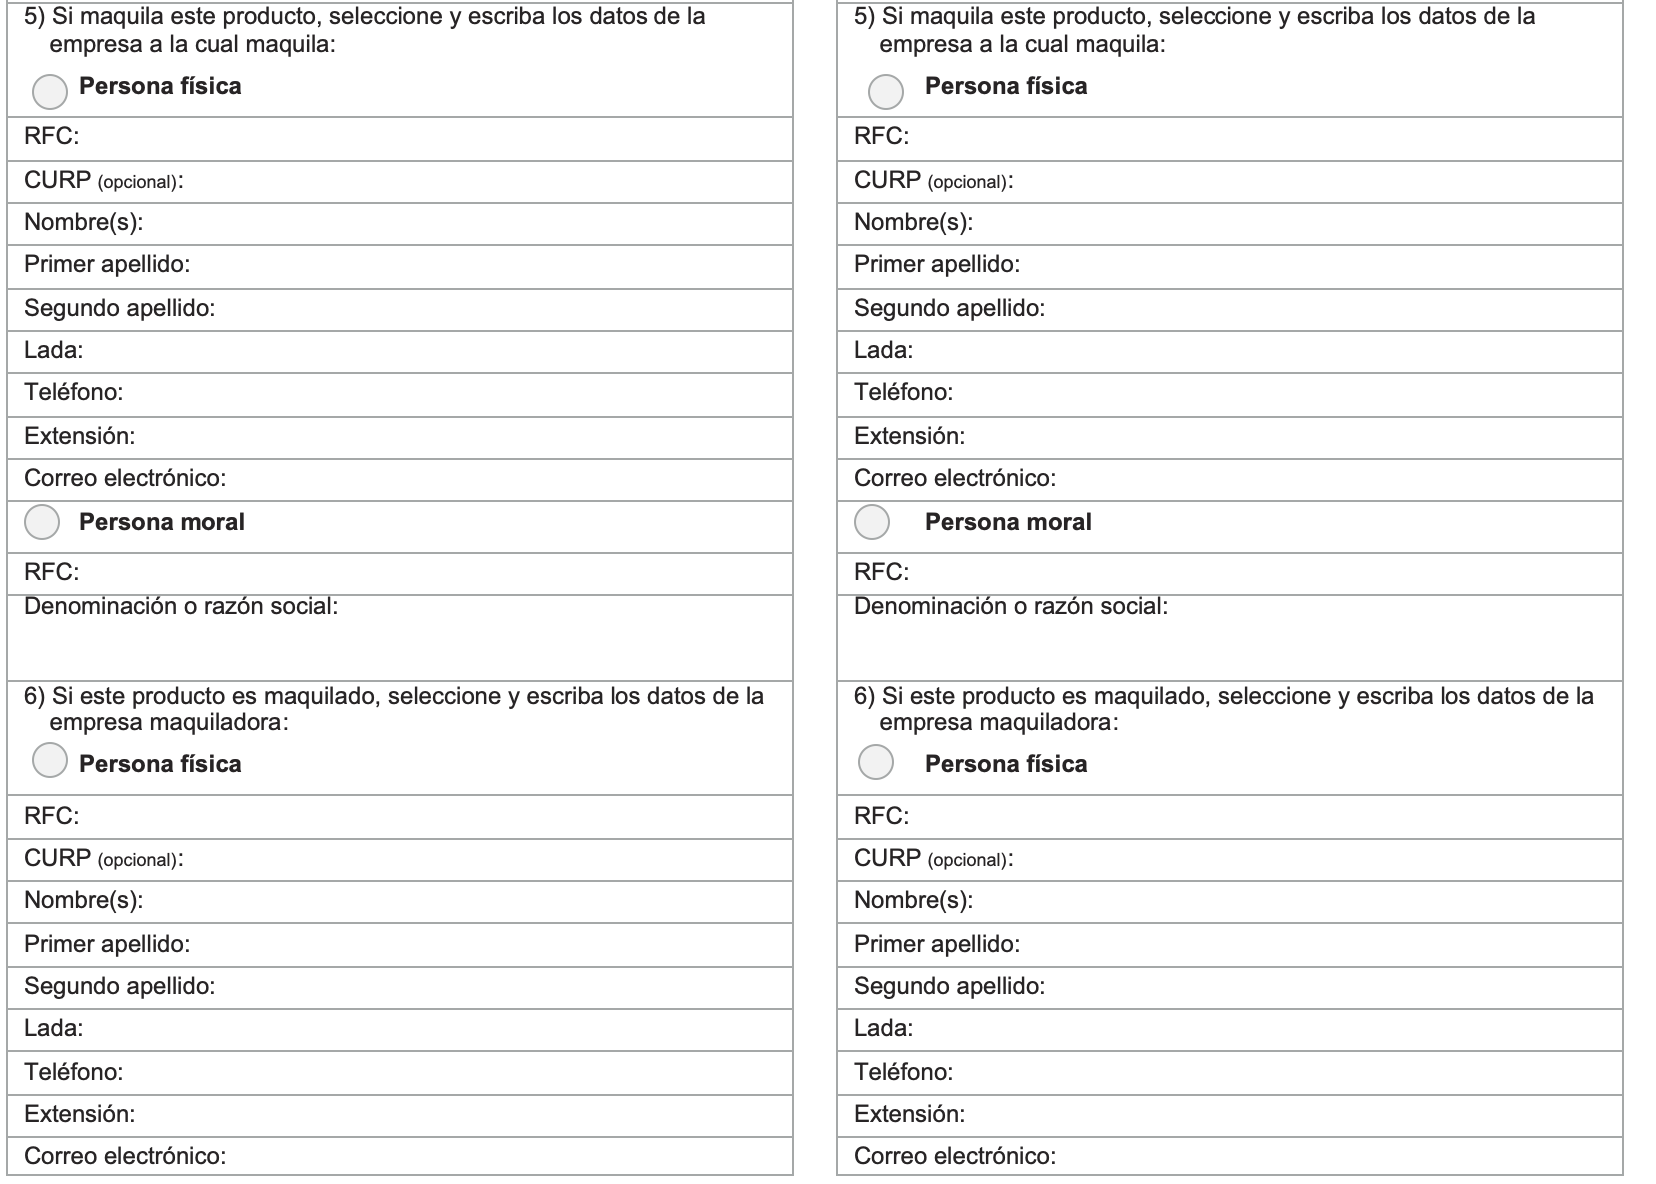 5) Si maquila este producto, seleccione y escriba los datos de la
empresa a la cual maquila:
Persona física
RFC:
CURP (opcional):
Nombre(s):
Primer apellido:
Segundo apellido:
Lada:
Teléfono:
Extensión:
Correo electrónico:
Persona moral
RFC:
Denominación o razón social:
6) Si este producto es maquilado, seleccione y escriba los datos de la
empresa maquiladora:
Persona física
RFC:
CURP (opcional):
Nombre(s):
Primer apellido:
Segundo apellido:
Lada:
Teléfono:
Extensión:
Correo electrónico:
5) Si maquila este producto, seleccione y escriba los datos de la
empresa a la cual maquila:
Persona física
RFC:
CURP (opcional):
Nombre(s):
Primer apellido:
Segundo apellido:
Lada:
Teléfono:
Extensión:
Correo electrónico:
Persona moral
RFC:
Denominación o razón social:
6) Si este producto es maquilado, seleccione y escriba los datos de la
empresa maquiladora:
Persona física
RFC:
CURP (opcional):
Nombre(s):
Primer apellido:
Segundo apellido:
Lada:
Teléfono:
Extensión:
Correo electrónico: